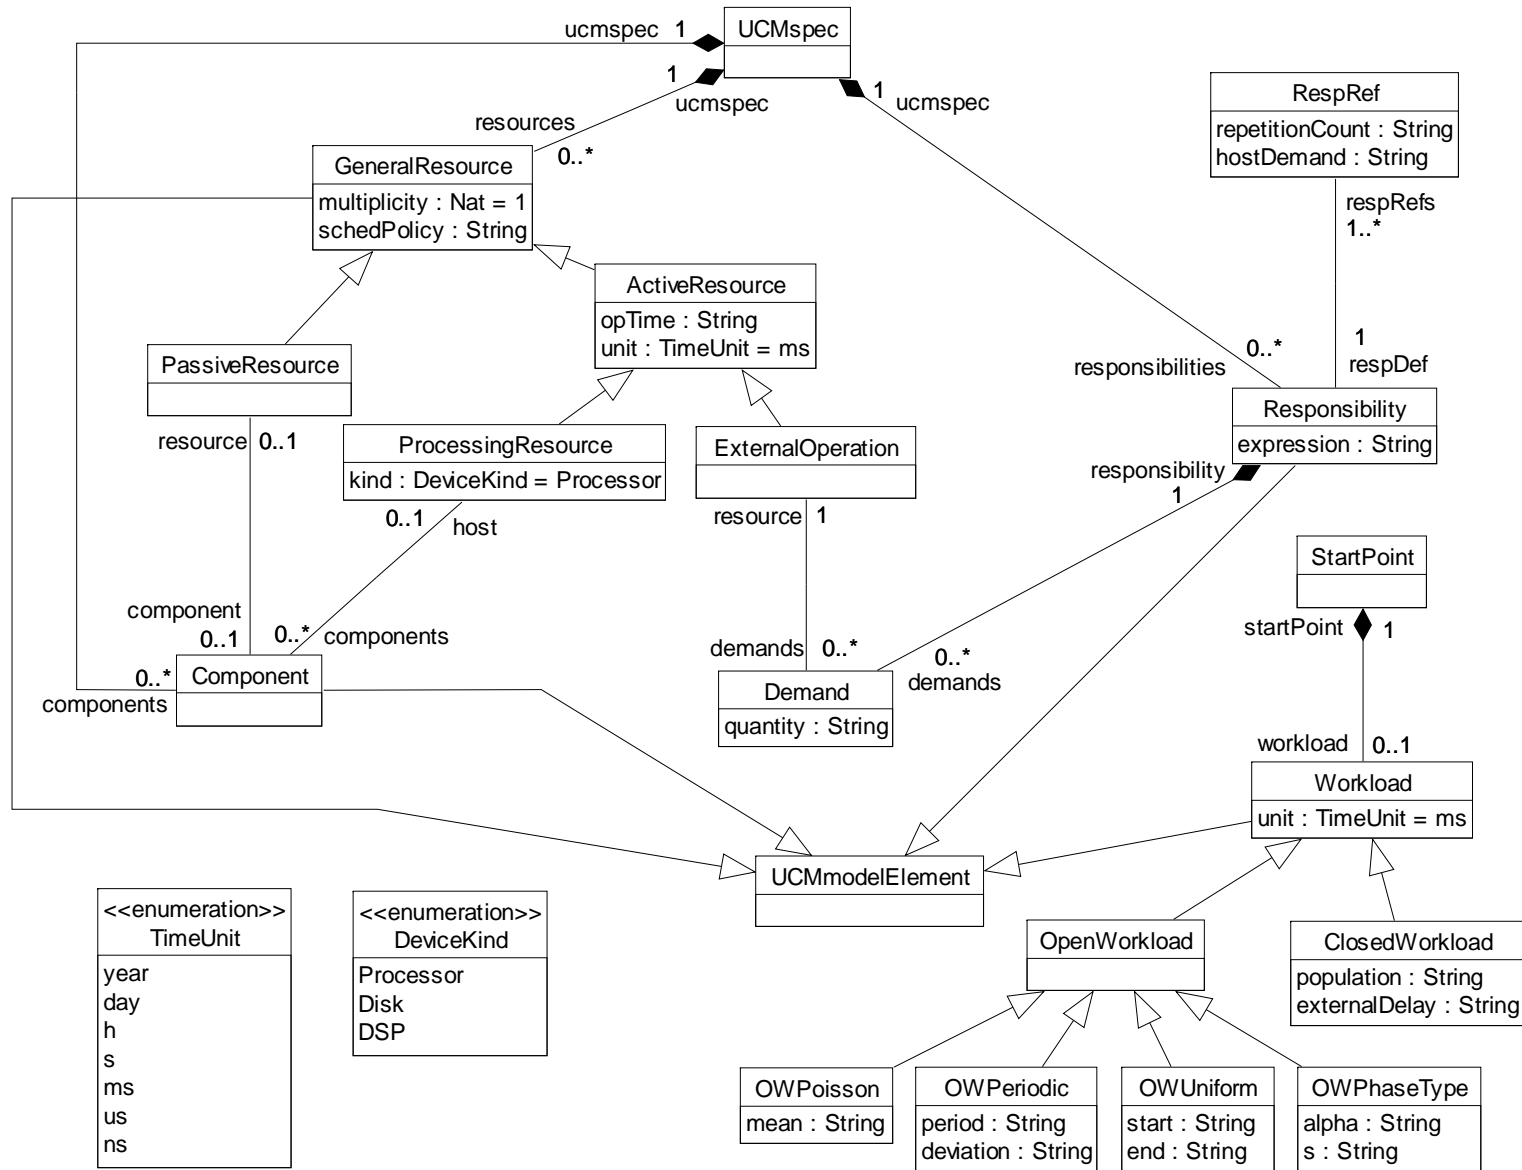 ucmspec 1
UCMspec
1
ucmspec
1 ucmspec
resources
0..*
RespRef
repetitionCount : String
hostDemand : String
GeneralResource
multiplicity : Nat = 1
schedPolicy : String
respRefs
1..*
ActiveResource
opTime : String
unit : TimeUnit = ms
PassiveResource
0..*
responsibilities
1
respDef
Responsibility
expression : String
resource 0..1
ProcessingResource
kind : DeviceKind = Processor
ExternalOperation
responsibility
1
0..1
host
resource 1
StartPoint
startPoint 1
component
0..1
0..* components
demands 0..*
0..*
demands
Component
0..*
components
Demand
quantity : String
workload 0..1
Workload
unit : TimeUnit = ms
UCMmodelElement
<<enumeration>>
TimeUnit
year
day
h
s
ms
us
ns
<<enumeration>>
DeviceKind
Processor
Disk
DSP
OpenWorkload
ClosedWorkload
population : String
externalDelay : String
OWPoisson
mean : String
OWPeriodic
period : String
deviation : String
OWUniform
start : String
end : String
OWPhaseType
alpha : String
s : String